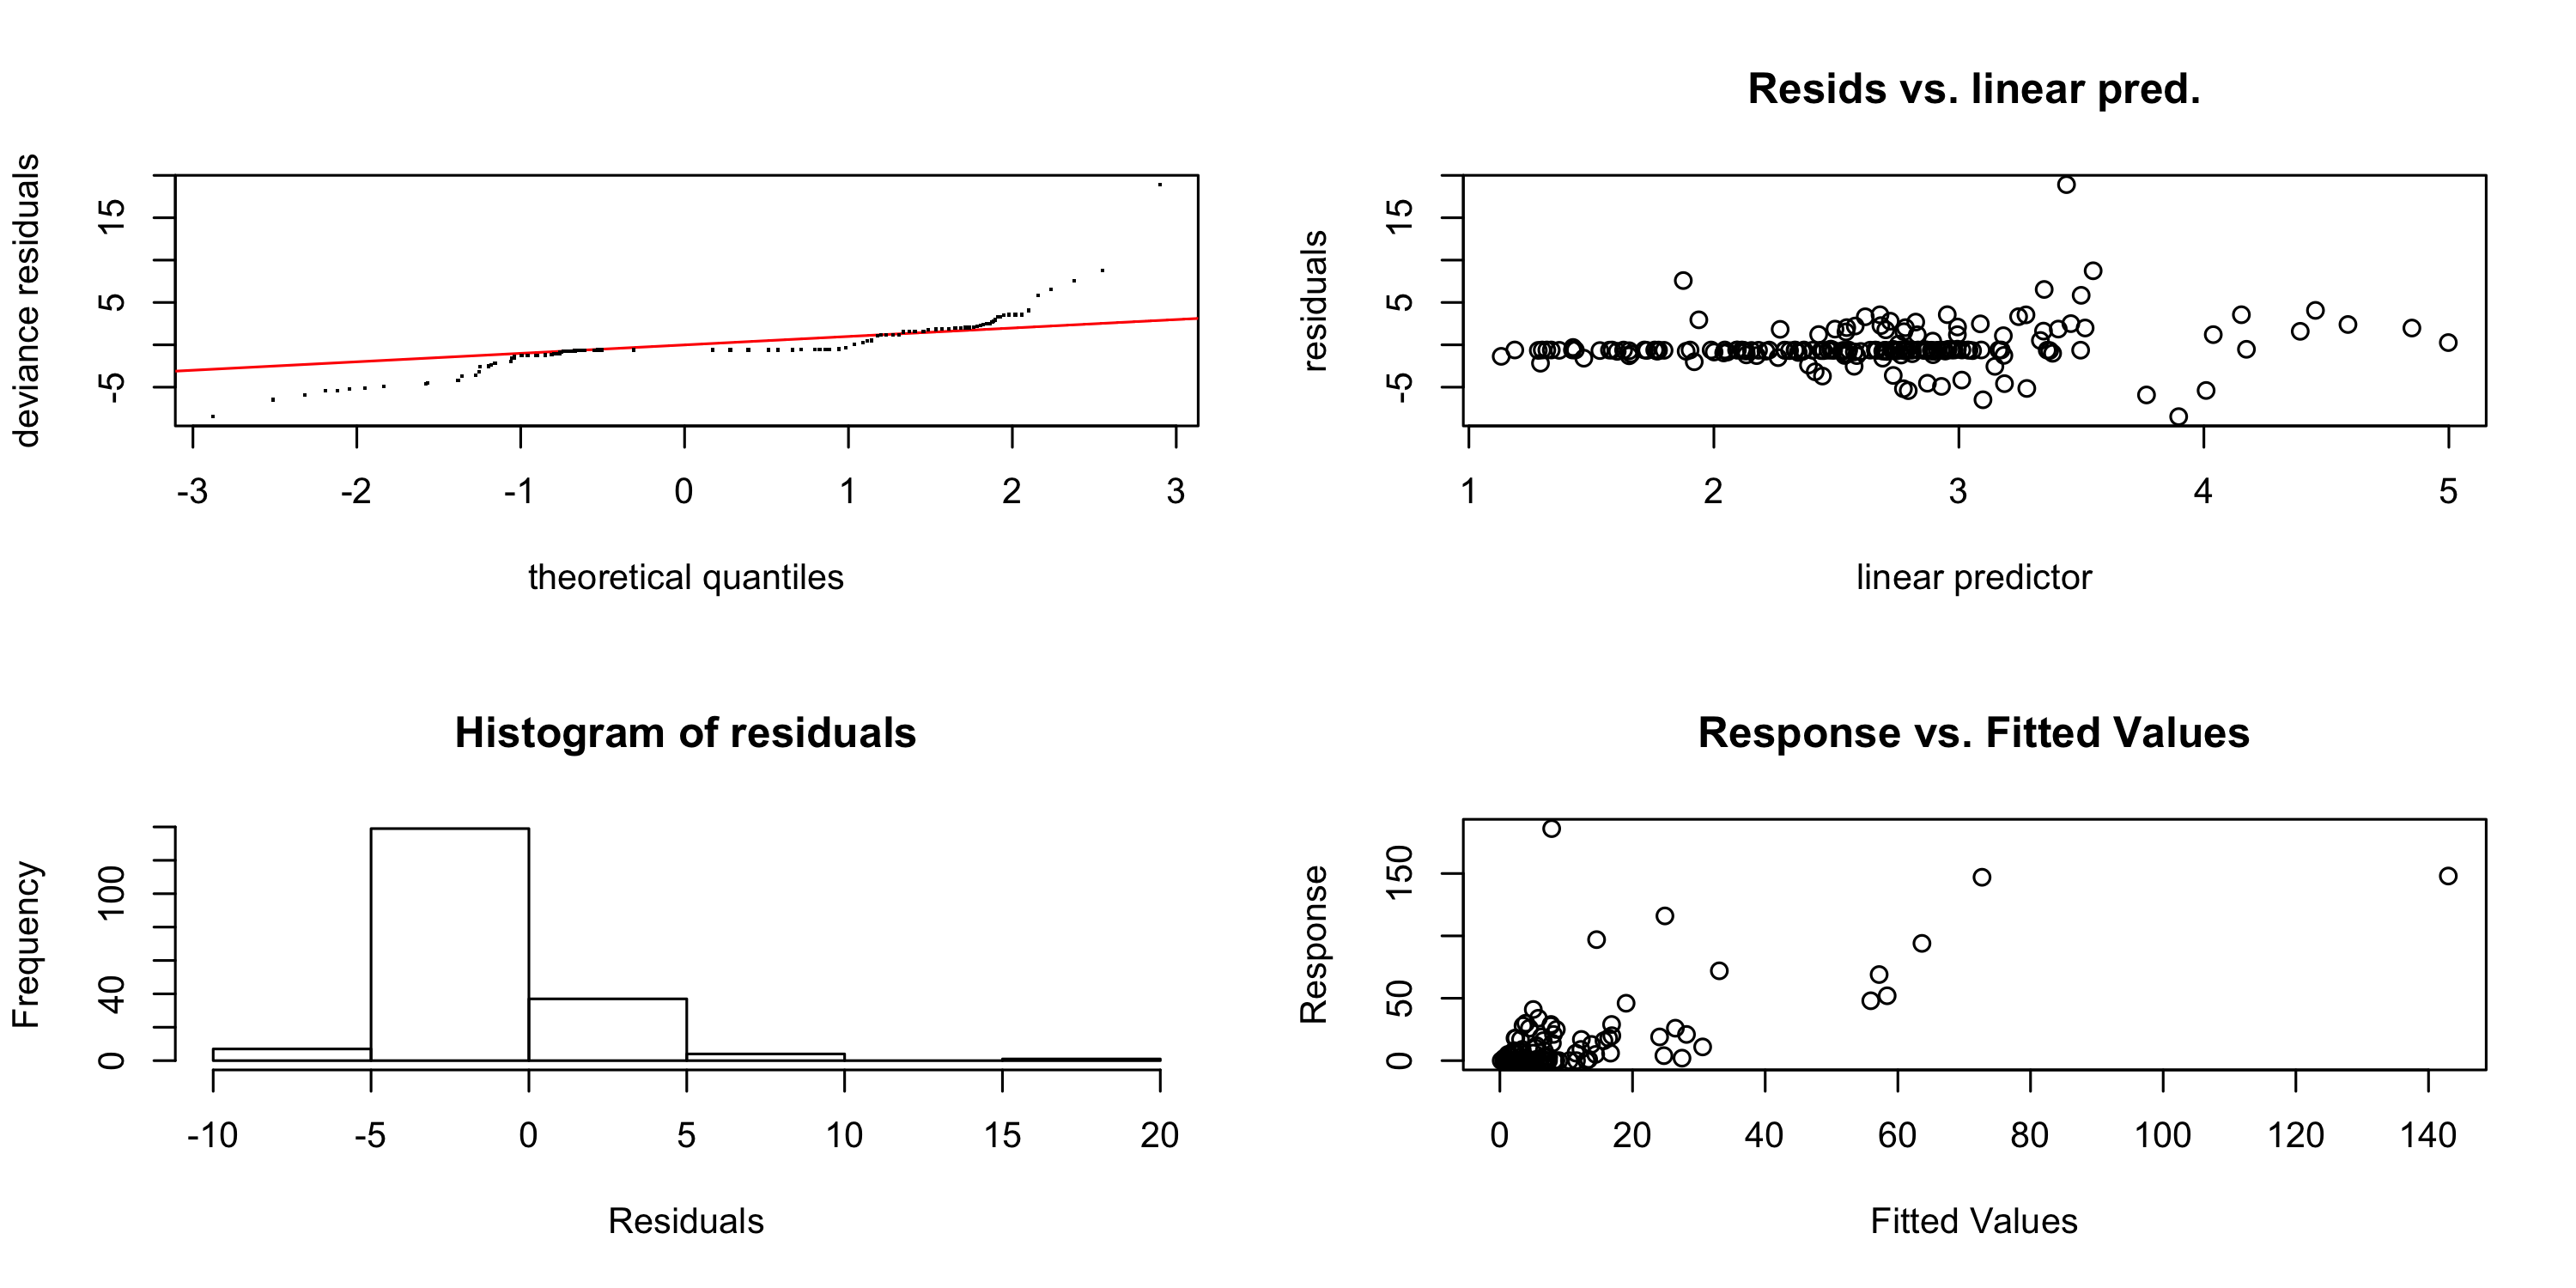 deviance residuals
15
5
-5
-3 -2 -1 0 1 2 3
theoretical quantiles
Resids vs. linear pred.
residuals
15
5
-5
1 2 3 4 5
linear predictor
Histogram of residuals
Frequency
100
40
0
-10 -5 0 5 10 15 20
Residuals
Response vs. Fitted Values
Response
150
50
0
0 20 40 60 80 100 120 140
Fitted Values